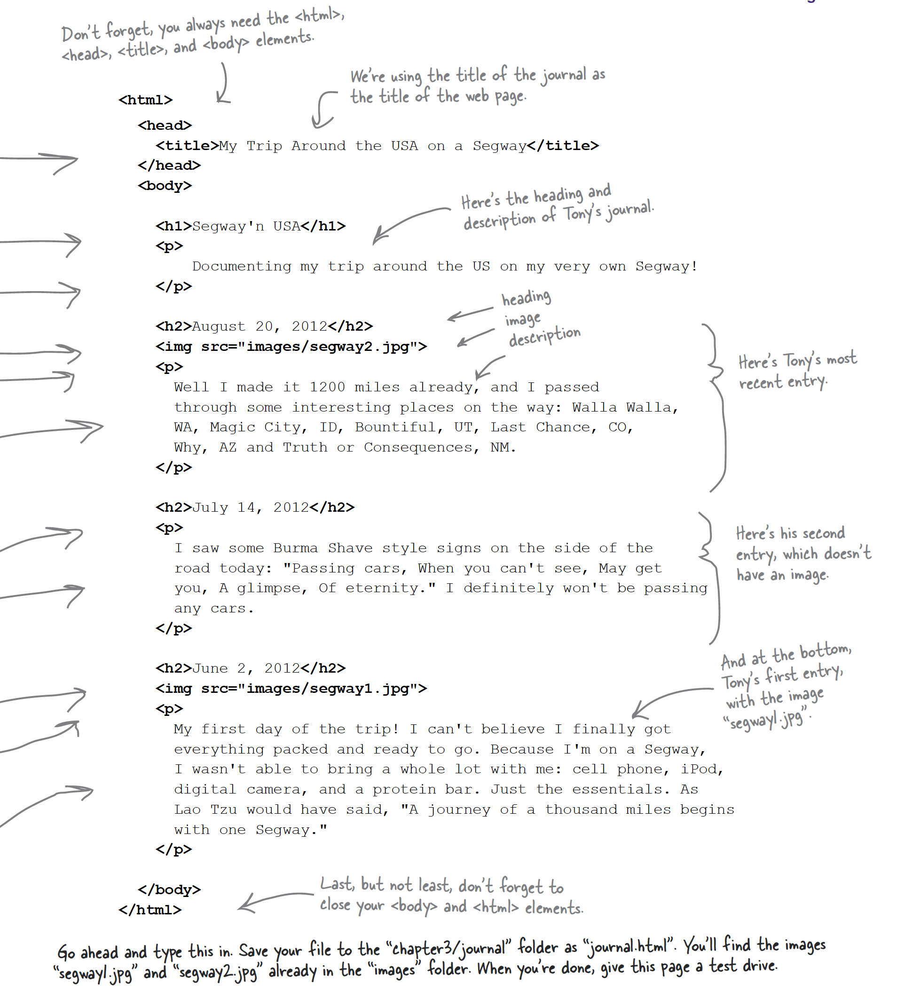 Don't forget, you always need the <html>,
<head>, <title>, and <body> elements.
We're using the title of the journal as
the title of the web page.
<html>
<head>
<title>My Trip Around the USA on a Segway</title>
</head>
<body>
Here's the heading and
description of Tony's journal.
<h1>Segway'n USA</h1>
<p>
Documenting my trip around the US on my very own Segway!
</p>
heading
image
description
<h2>August 20, 2012</h2>
<img src="images/segway2.jpg">
<p>
Well I made it 1200 miles already, and I passed
through some interesting places on the way: Walla Walla,
WA, Magic City, ID, Bountiful, UT, Last Chance, CO,
Why, AZ and Truth or Consequences, NM.
</p>
Here's Tony's most
recent entry.
<h2>July 14, 2012</h2>
<p>
I saw some Burma Shave style signs on the side of the
road today: "Passing cars, When you can't see, May get
you, A glimpse, Of eternity." I definitely won't be passing
any cars.
</p>
Here's his second
entry, which doesn't
have an image.
<h2>June 2, 2012</h2>
<img src="images/segway1.jpg">
<p>
My first day of the trip! I can't believe I finally got
everything packed and ready to go. Because I'm on a Segway,
I wasn't able to bring a whole lot with me: cell phone, iPod,
digital camera, and a protein bar. Just the essentials. As
Lao Tzu would have said, "A journey of a thousand miles begins
with one Segway."
</p>
And at the bottom,
Tony's first entry,
with the image
“segway1.jpg”.
</body>
</html>
Last, but not least, don't forget to
close your <body> and <html> elements.
Go ahead and type this in. Save your file to the “chapter3/journal” folder as “journal.html”. You'll find the images
“segway1.jpg” and “segway2.jpg” already in the “images” folder. When you're done, give this page a test drive.